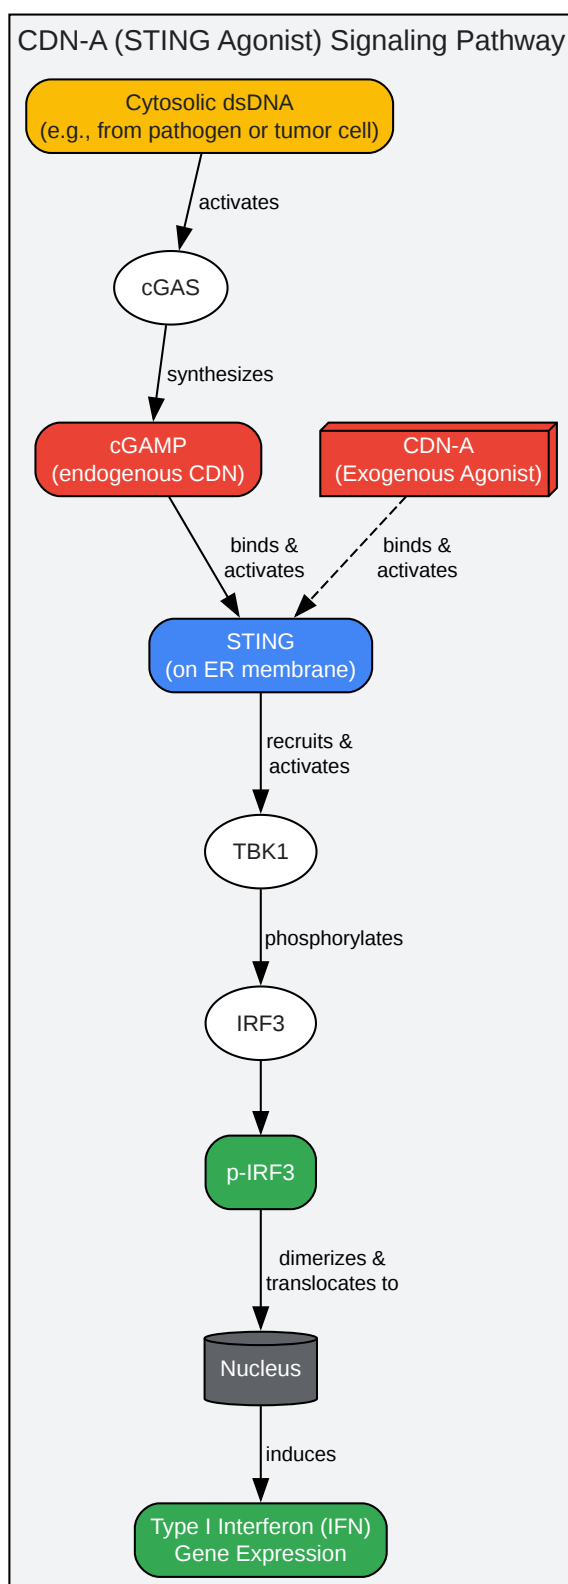 CDN-A (STING Agonist) Signaling Pathway
Cytosolic dsDNA
(e.g., from pathogen or tumor cell)
activates
cGAS
synthesizes
cGAMP
(endogenous CDN)
CDN-A
(Exogenous Agonist)
binds &
activates
binds &
activates
STING
(on ER membrane)
recruits &
activates
TBK1
phosphorylates
IRF3
p-IRF3
dimerizes &
translocates to
Nucleus
induces
Type I Interferon (IFN)
Gene Expression